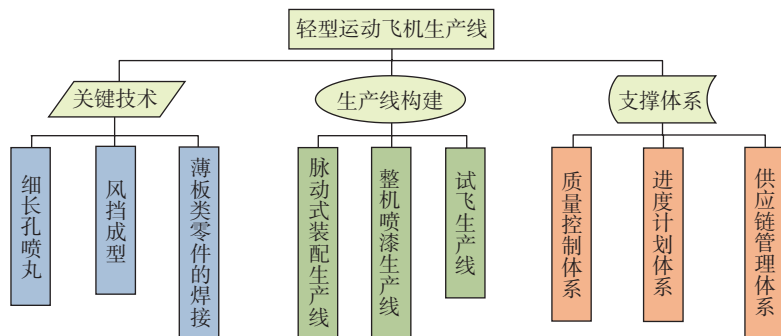 轻型运动飞机生产线
关键技术
生产线构建
支撑体系
细长孔喷丸
风挡成型
薄板类零件的焊接
脉动式装配生产线
整机喷漆生产线
试飞生产线
质量控制体系
进度计划体系
供应链管理体系